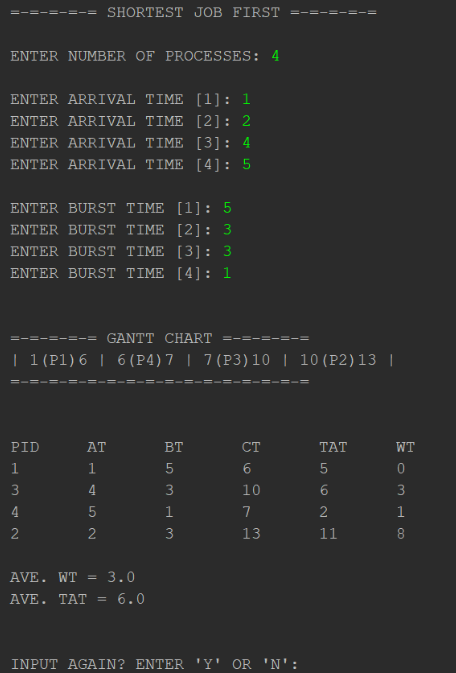 =-=-=-=-= SHORTEST JOB FIRST =-=-=-=-=
ENTER NUMBER OF PROCESSES: 4
ENTER ARRIVAL TIME [1]: 1
ENTER ARRIVAL TIME [2]: 2
ENTER ARRIVAL TIME [3]: 4
ENTER ARRIVAL TIME [4]: 5
ENTER BURST TIME [1]: 5
ENTER BURST TIME [2]: 3
ENTER BURST TIME [3]: 3
ENTER BURST TIME [4]: 1
=-=-=-=-= GANTT CHART =-=-=-=-=
| 1(P1)6 | 6(P4)7 | 7(P3)10 | 10(P2)13 |
=-=-=-=-=-=-=-=-=-=-=-=-=-=-=-=
PID AT BT CT TAT WT
1 1 5 6 5 0
3 4 3 10 6 3
4 5 1 7 2 1
2 2 3 13 11 8
AVE. WT = 3.0
AVE. TAT = 6.0
INPUT AGAIN? ENTER 'Y' OR 'N':